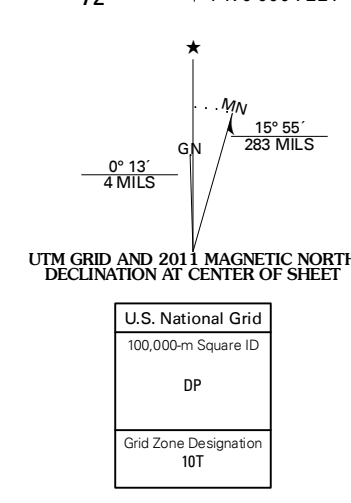 72
★
MN
GN
15° 55´
283 MILS
0° 13´
4 MILS
UTM GRID AND 2011 MAGNETIC NORTH
DECLINATION AT CENTER OF SHEET
U.S. National Grid
100,000-m Square ID
DP
Grid Zone Designation
10T